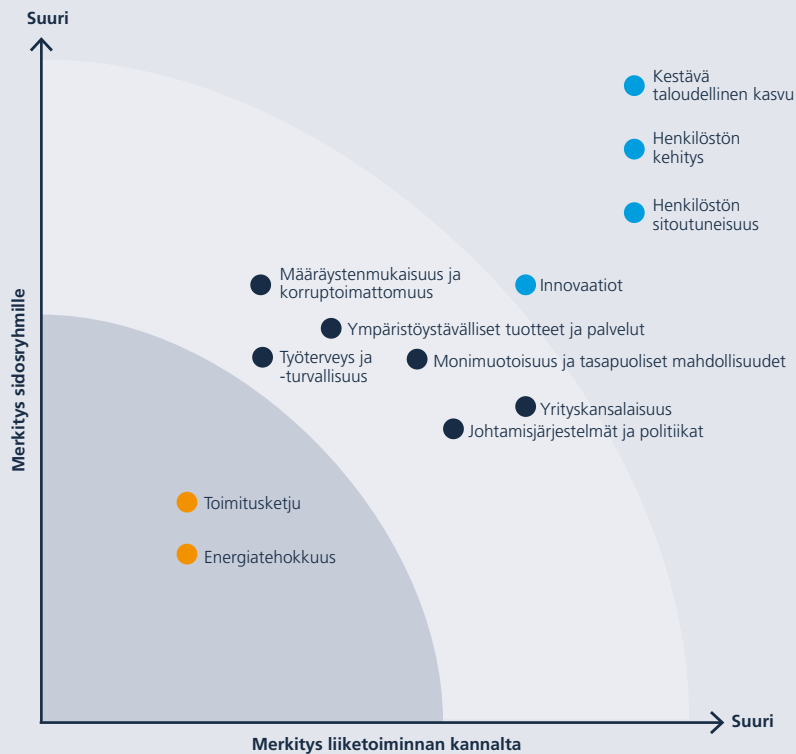 Suuri
Kestävä
taloudellinen kasvu
Henkilöstön
kehitys
Henkilöstön
sitoutuneisuus
Määräystenmukaisuus ja
korruptoimattomuus
Innovaatiot
Ympäristöystävälliset tuotteet ja palvelut
Työterveys ja
-turvallisuus
Monimuotoisuus ja tasapuoliset mahdollisuudet
Yrityskansalaisuus
Johtamisjärjestelmät ja politiikat
Merkitys sidosryhmille
Toimitusketju
Energiatehokkuus
Suuri
Merkitys liiketoiminnan kannalta